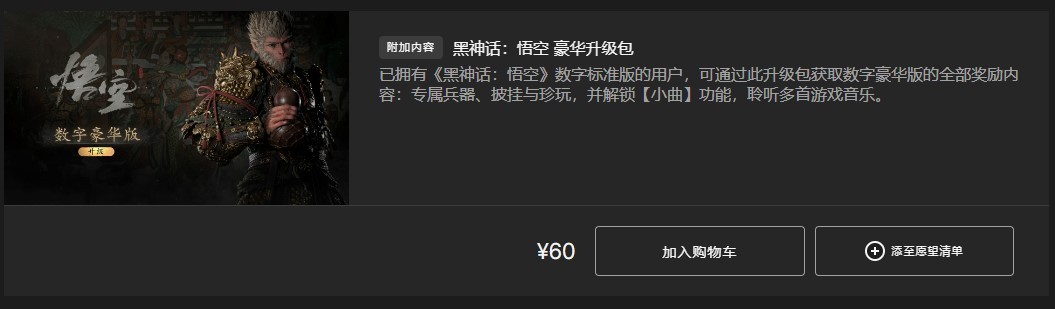 悟空
数字豪华版
升级
附加内容 黑神话：悟空 豪华升级包
已拥有《黑神话：悟空》数字标准版的用户，可通过此升级包获取数字豪华版的全部奖励内
容：专属兵器、披挂与珍玩，并解锁【小曲】功能，聆听多首游戏音乐。
¥60 加入购物车 添至愿望清单